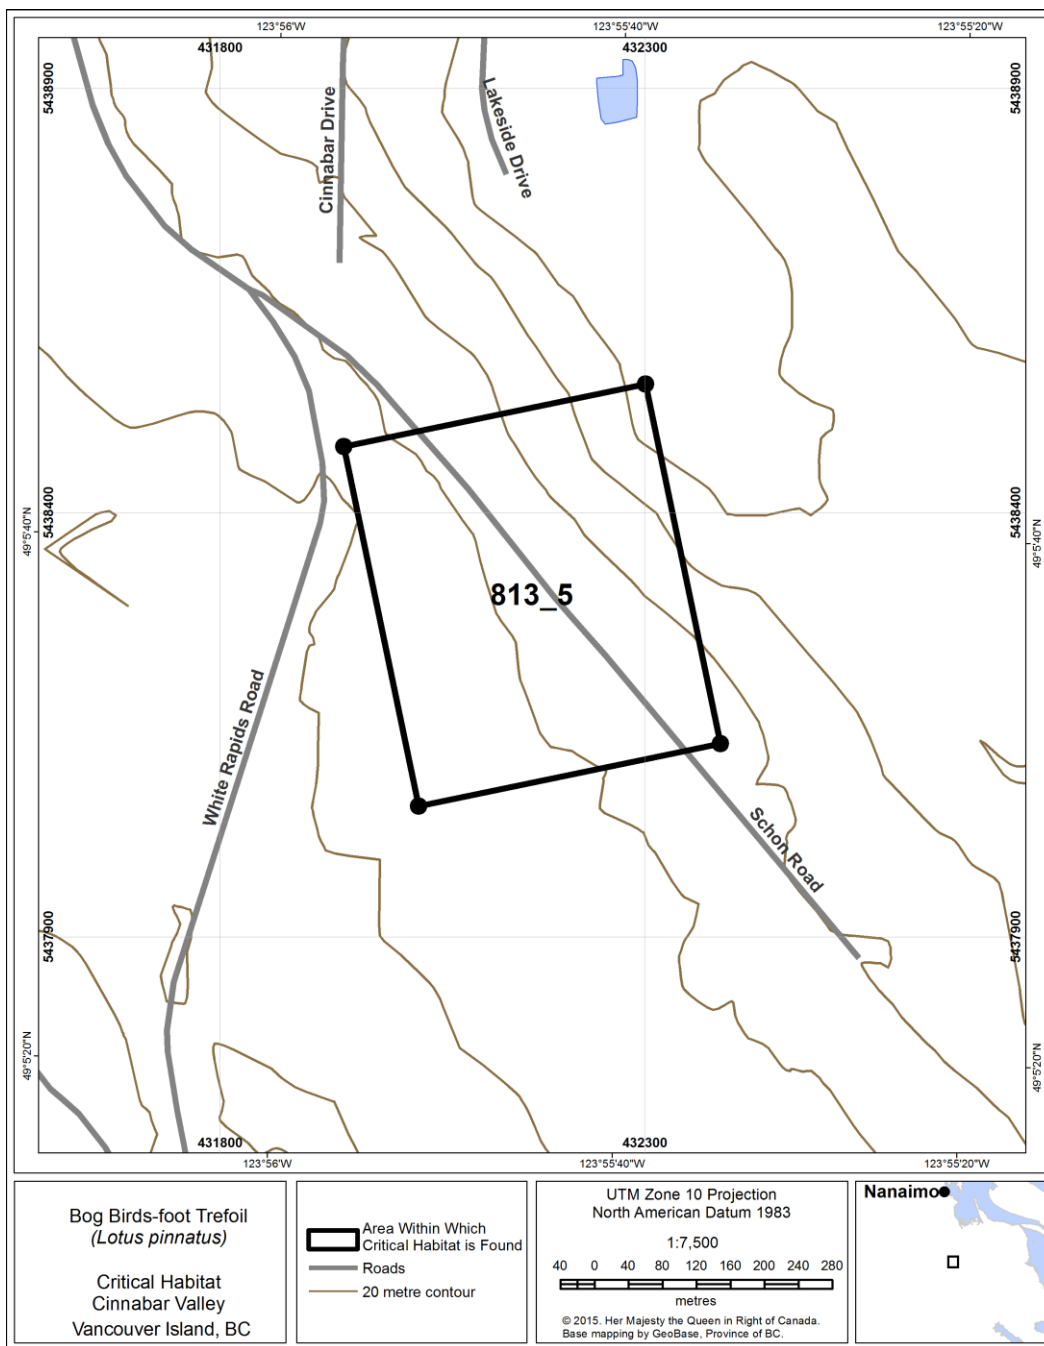 123°56'W
123°55'40"W
123°55'20"W
431800
432300
5438900
5438900
Cinnabar Drive
Lakeside Drive
5438400
5438400
49°5'40"N
49°5'40"N
813_5
White Rapids Road
Schon Road
5437900
5437900
49°5'20"N
49°5'20"N
431800
432300
123°56'W
123°55'40"W
123°55'20"W
Bog Birds-foot Trefoil
(Lotus pinnatus)
Critical Habitat
Cinnabar Valley
Vancouver Island, BC
Area Within Which
Critical Habitat is Found
Roads
20 metre contour
UTM Zone 10 Projection
North American Datum 1983
1:7,500
40 0 40 80 120 160 200 240 280
metres
© 2015. Her Majesty the Queen in Right of Canada.
Base mapping by GeoBase, Province of BC.
Nanaimo